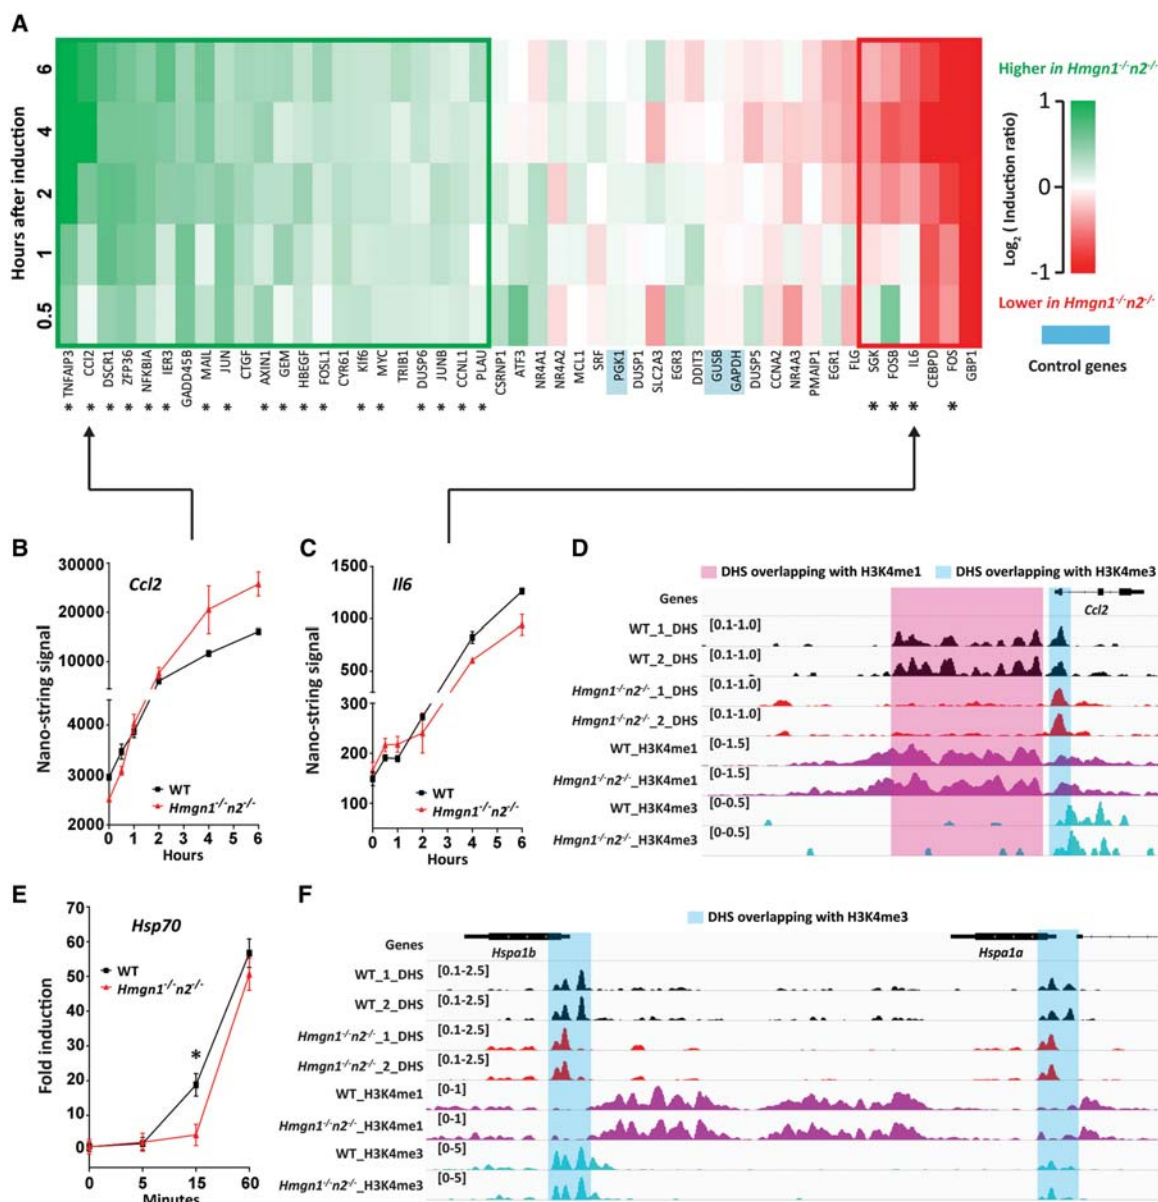 A
Hours after induction
6
4
2
1
0.5
Higher in Hmgn1-/-n2-/-
1
0
-1
Log2 (Induction ratio)
Lower in Hmgn1-/-n2-/-
Control genes
TNFAIP3
CCl2
DSCR1
ZFP36
NFKBIA
IER3
GADD45B
MAIL
JUN
CTGF
AXIN1
GEM
HBEGF
FOSL1
CYR61
Klf6
MYC
TRIB1
DUSP6
JUNB
CCNL1
PLAU
CSRNP1
ATF3
NR4A1
NR4A2
MCL1
SRF
PGK1
DUSP1
SLC2A3
EGR3
DDIT3
GUSB
GAPDH
DUSP5
CCNA2
NR4A3
PMAIP1
EGR1
FLG
SGK
FOSB
IL6
CEBPD
FOS
GBP1
* * * * * * * * * * * * * * * * * * * * * *
B
Ccl2
Nano-string signal
30000
20000
10000
4000
3000
2000
WT
Hmgn1-/-n2-/-
0 1 2 3 4 5 6
Hours
C
Il6
Nano-string signal
1500
1000
500
300
200
100
WT
Hmgn1-/-n2-/-
0 1 2 3 4 5 6
Hours
D
DHS overlapping with H3K4me1 DHS overlapping with H3K4me3
Genes
Ccl2
WT_1_DHS [0.1-1.0]
WT_2_DHS [0.1-1.0]
Hmgn1-/-n2-/-_1_DHS [0.1-1.0]
Hmgn1-/-n2-/-_2_DHS [0.1-1.0]
WT_H3K4me1 [0-1.5]
Hmgn1-/-n2-/-_H3K4me1 [0-1.5]
WT_H3K4me3 [0-0.5]
Hmgn1-/-n2-/-_H3K4me3 [0-0.5]
E
Hsp70
Fold induction
70
60
50
40
30
20
10
0
WT
Hmgn1-/-n2-/-
*
0 5 15 60
Minutes
F
DHS overlapping with H3K4me3
Genes
Hspa1b Hspa1a
WT_1_DHS [0.1-2.5]
WT_2_DHS [0.1-2.5]
Hmgn1-/-n2-/-_1_DHS [0.1-2.5]
Hmgn1-/-n2-/-_2_DHS [0.1-2.5]
WT_H3K4me1 [0-1]
Hmgn1-/-n2-/-_H3K4me1 [0-1]
WT_H3K4me3 [0-5]
Hmgn1-/-n2-/-_H3K4me3 [0-5]